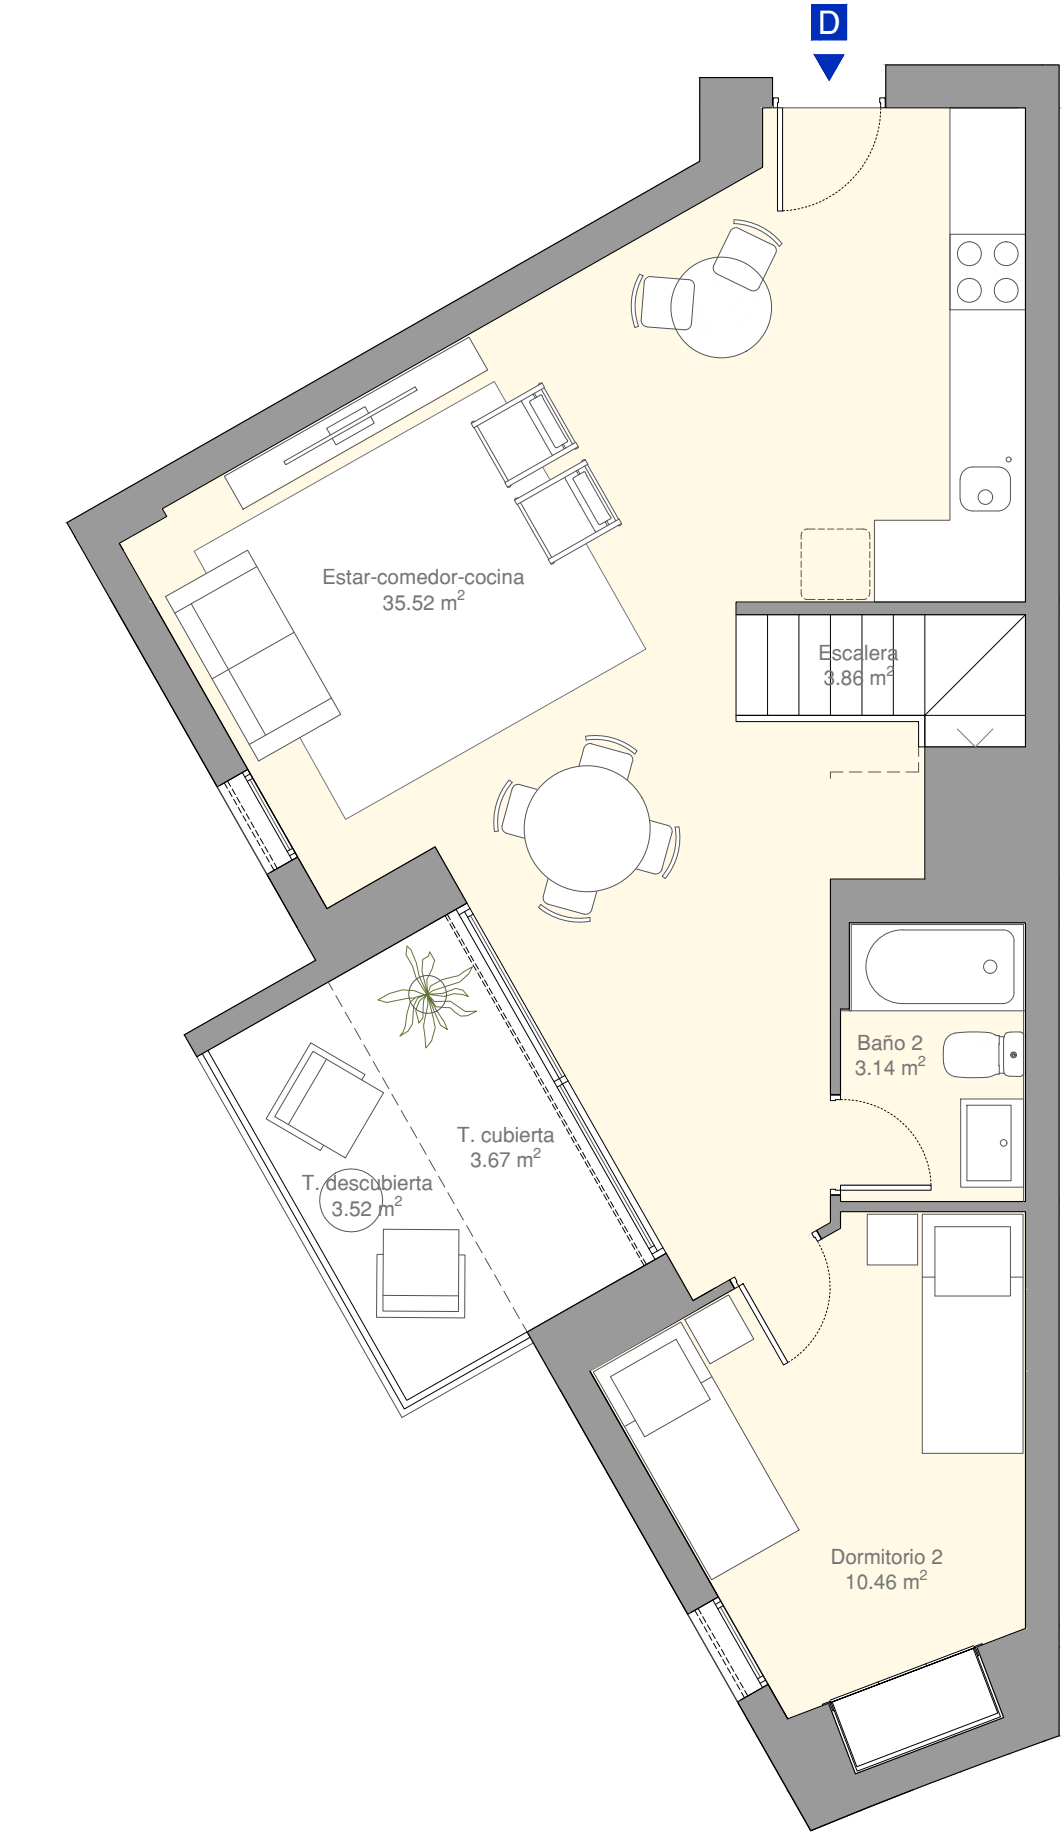 D
Estar-comedor-cocina
35.52 m²
Escalera
3.86 m²
Baño 2
3.14 m²
T. cubierta
3.67 m²
T. descubierta
3.52 m²
Dormitorio 2
10.46 m²